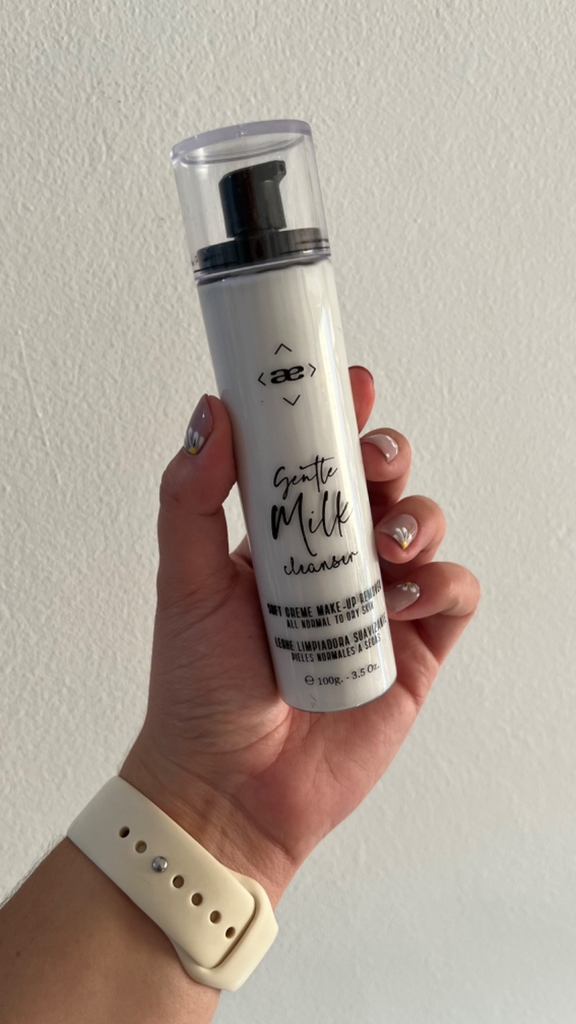 æ
Gentle
Milk
cleanser
SOFT CREME MAKE-UP REMOVER
ALL NORMAL TO DRY SKIN
LECHE LIMPIADORA SUAVIZANTE
PIELES NORMALES A SECAS
℮ 100g. - 3.5 Oz.